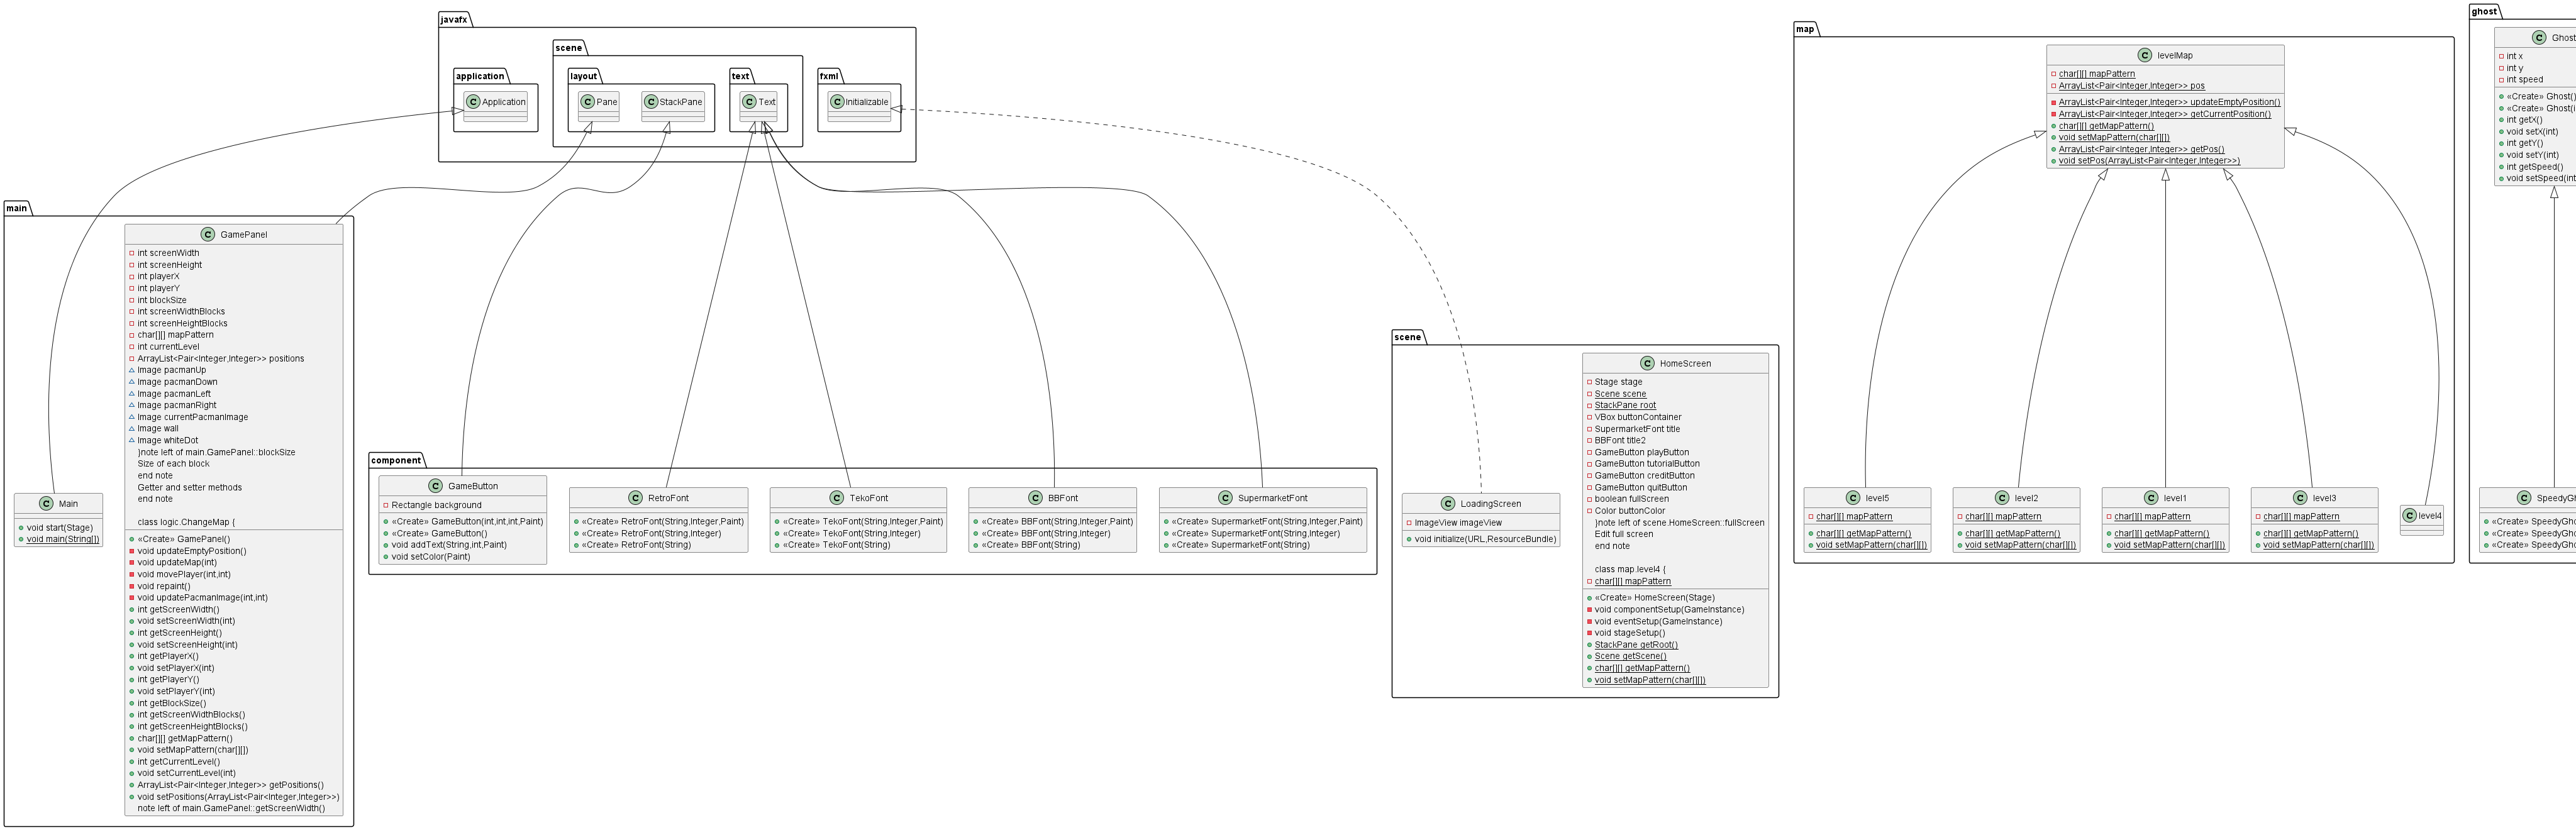 javafx
scene
application
layout
text
fxml
C Application
C Pane
C StackPane
C Text
C Initializable
main
C GamePanel
int screenWidth
int screenHeight
int playerX
int playerY
int blockSize
int screenWidthBlocks
int screenHeightBlocks
char[][] mapPattern
int currentLevel
ArrayList<Pair<Integer,Integer>> positions
Image pacmanUp
Image pacmanDown
Image pacmanLeft
Image pacmanRight
Image currentPacmanImage
Image wall
Image whiteDot
}note left of main.GamePanel::blockSize
Size of each block
end note
Getter and setter methods
end note
class logic.ChangeMap {
«Create» GamePanel()
void updateEmptyPosition()
void updateMap(int)
void movePlayer(int,int)
void repaint()
void updatePacmanImage(int,int)
int getScreenWidth()
void setScreenWidth(int)
int getScreenHeight()
void setScreenHeight(int)
int getPlayerX()
void setPlayerX(int)
int getPlayerY()
void setPlayerY(int)
int getBlockSize()
int getScreenWidthBlocks()
int getScreenHeightBlocks()
char[][] getMapPattern()
void setMapPattern(char[][])
int getCurrentLevel()
void setCurrentLevel(int)
ArrayList<Pair<Integer,Integer>> getPositions()
void setPositions(ArrayList<Pair<Integer,Integer>>)
note left of main.GamePanel::getScreenWidth()
C Main
void start(Stage)
void main(String[])
component
C GameButton
Rectangle background
«Create» GameButton(int,int,int,Paint)
«Create» GameButton()
void addText(String,int,Paint)
void setColor(Paint)
C RetroFont
«Create» RetroFont(String,Integer,Paint)
«Create» RetroFont(String,Integer)
«Create» RetroFont(String)
C TekoFont
«Create» TekoFont(String,Integer,Paint)
«Create» TekoFont(String,Integer)
«Create» TekoFont(String)
C BBFont
«Create» BBFont(String,Integer,Paint)
«Create» BBFont(String,Integer)
«Create» BBFont(String)
C SupermarketFont
«Create» SupermarketFont(String,Integer,Paint)
«Create» SupermarketFont(String,Integer)
«Create» SupermarketFont(String)
scene
C LoadingScreen
ImageView imageView
void initialize(URL,ResourceBundle)
C HomeScreen
Stage stage
Scene scene
StackPane root
VBox buttonContainer
SupermarketFont title
BBFont title2
GameButton playButton
GameButton tutorialButton
GameButton creditButton
GameButton quitButton
boolean fullScreen
Color buttonColor
}note left of scene.HomeScreen::fullScreen
Edit full screen
end note
class map.level4 {
char[][] mapPattern
«Create» HomeScreen(Stage)
void componentSetup(GameInstance)
void eventSetup(GameInstance)
void stageSetup()
StackPane getRoot()
Scene getScene()
char[][] getMapPattern()
void setMapPattern(char[][])
map
C levelMap
char[][] mapPattern
ArrayList<Pair<Integer,Integer>> pos
ArrayList<Pair<Integer,Integer>> updateEmptyPosition()
ArrayList<Pair<Integer,Integer>> getCurrentPosition()
char[][] getMapPattern()
void setMapPattern(char[][])
ArrayList<Pair<Integer,Integer>> getPos()
void setPos(ArrayList<Pair<Integer,Integer>>)
C level5
char[][] mapPattern
char[][] getMapPattern()
void setMapPattern(char[][])
C level2
char[][] mapPattern
char[][] getMapPattern()
void setMapPattern(char[][])
C level1
char[][] mapPattern
char[][] getMapPattern()
void setMapPattern(char[][])
C level3
char[][] mapPattern
char[][] getMapPattern()
void setMapPattern(char[][])
C level4
ghost
C Ghost
int x
int y
int speed
«Create» Ghost()
«Create» Ghost(i
int getX()
void setX(int)
int getY()
void setY(int)
int getSpeed()
void setSpeed(int
C SpeedyGh
«Create» SpeedyGho
«Create» SpeedyGho
«Create» SpeedyGho